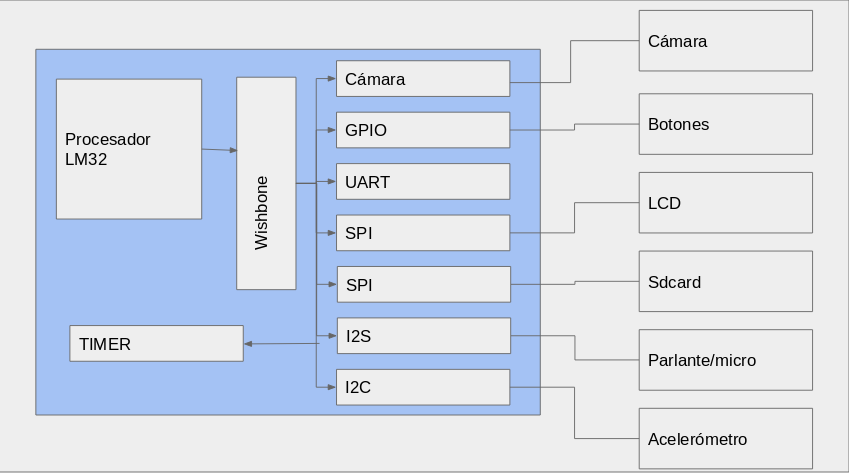 Procesador
LM32
Wishbone
TIMER
Cámara
GPIO
UART
SPI
SPI
I2S
I2C
Cámara
Botones
LCD
Sdcard
Parlante/micro
Acelerómetro